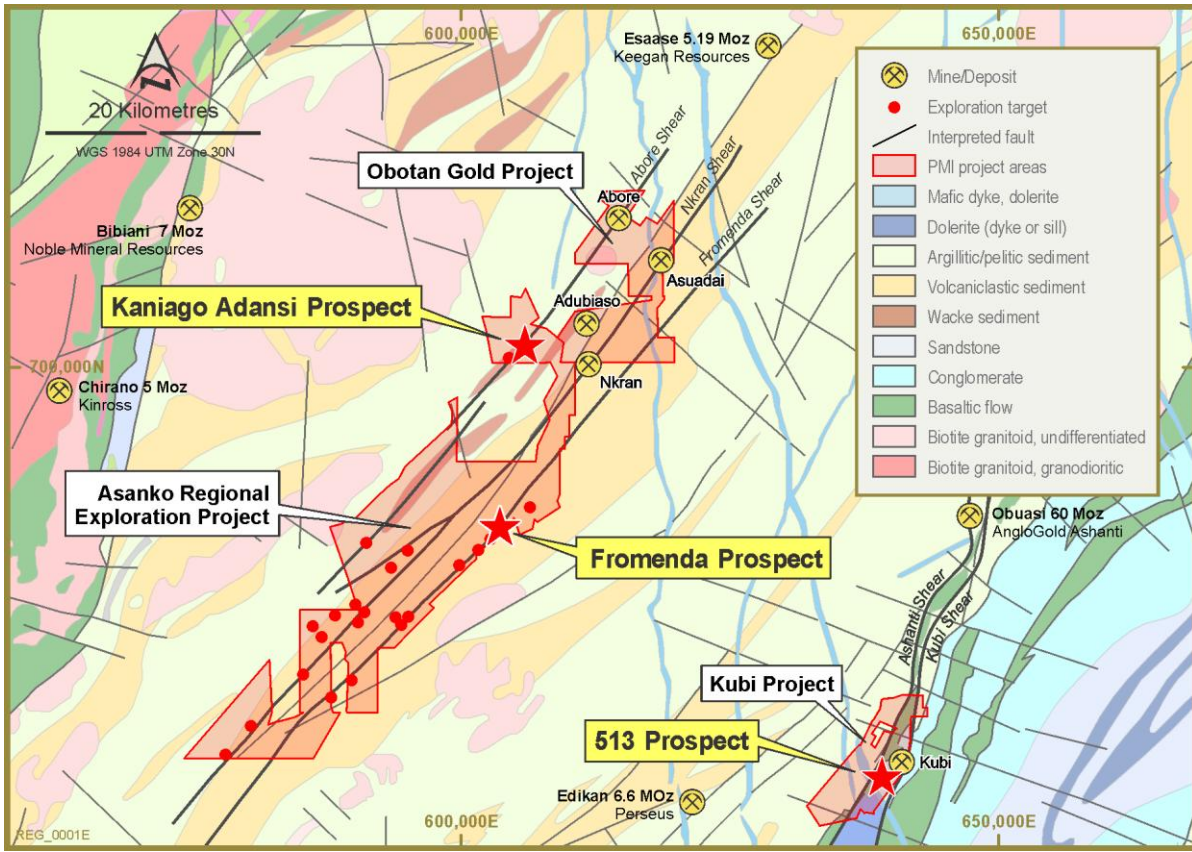 600,000E
650,000E
Esaase 5.19 Moz
Keegan Resources
20 Kilometres
WGS 1984 UTM Zone 30N
Mine/Deposit
Exploration target
Interpreted fault
PMI project areas
Mafic dyke, dolerite
Dolerite (dyke or sill)
Argillitic/pelitic sediment
Volcaniclastic sediment
Wacke sediment
Sandstone
Conglomerate
Basaltic flow
Biotite granitoid, undifferentiated
Biotite granitoid, granodioritic
Abore Shear
Nkran Shear
Fromenda Shear
Obotan Gold Project
Abore
Bibiani 7 Moz
Noble Mineral Resources
Asuadai
Kaniago Adansi Prospect
Adubiaso
Nkran
700,000N
Chirano 5 Moz
Kinross
Asanko Regional
Exploration Project
Fromenda Prospect
Obuasi 60 Moz
AngloGold Ashanti
Ashanti Shear
Kubi Shear
Kubi Project
513 Prospect
Kubi
Edikan 6.6 MOz
Perseus
REG_0001E
600,000E
650,000E